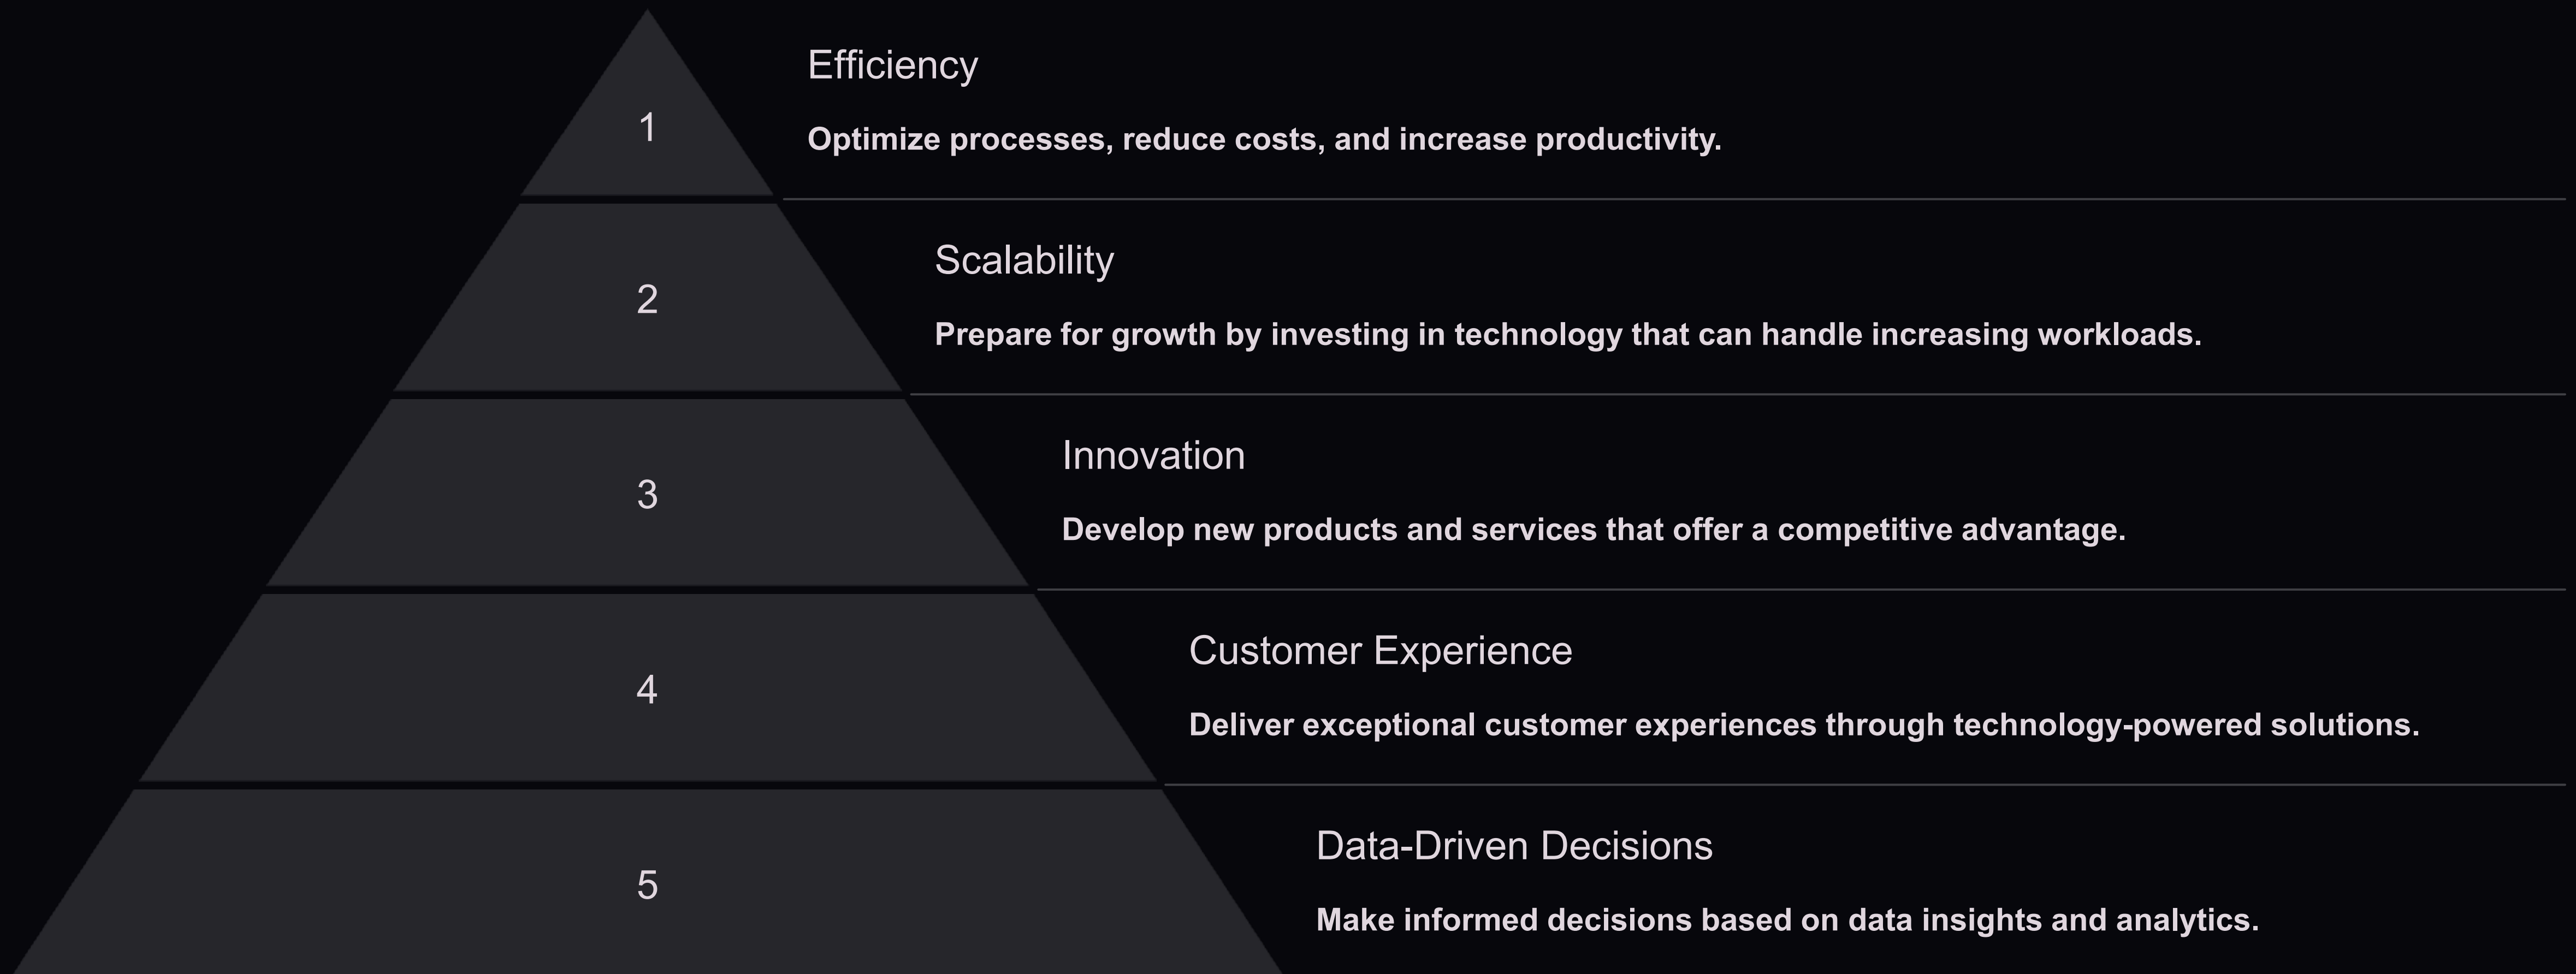 1
Efficiency
Optimize processes, reduce costs, and increase productivity.
2
Scalability
Prepare for growth by investing in technology that can handle increasing workloads.
3
Innovation
Develop new products and services that offer a competitive advantage.
4
Customer Experience
Deliver exceptional customer experiences through technology-powered solutions.
5
Data-Driven Decisions
Make informed decisions based on data insights and analytics.